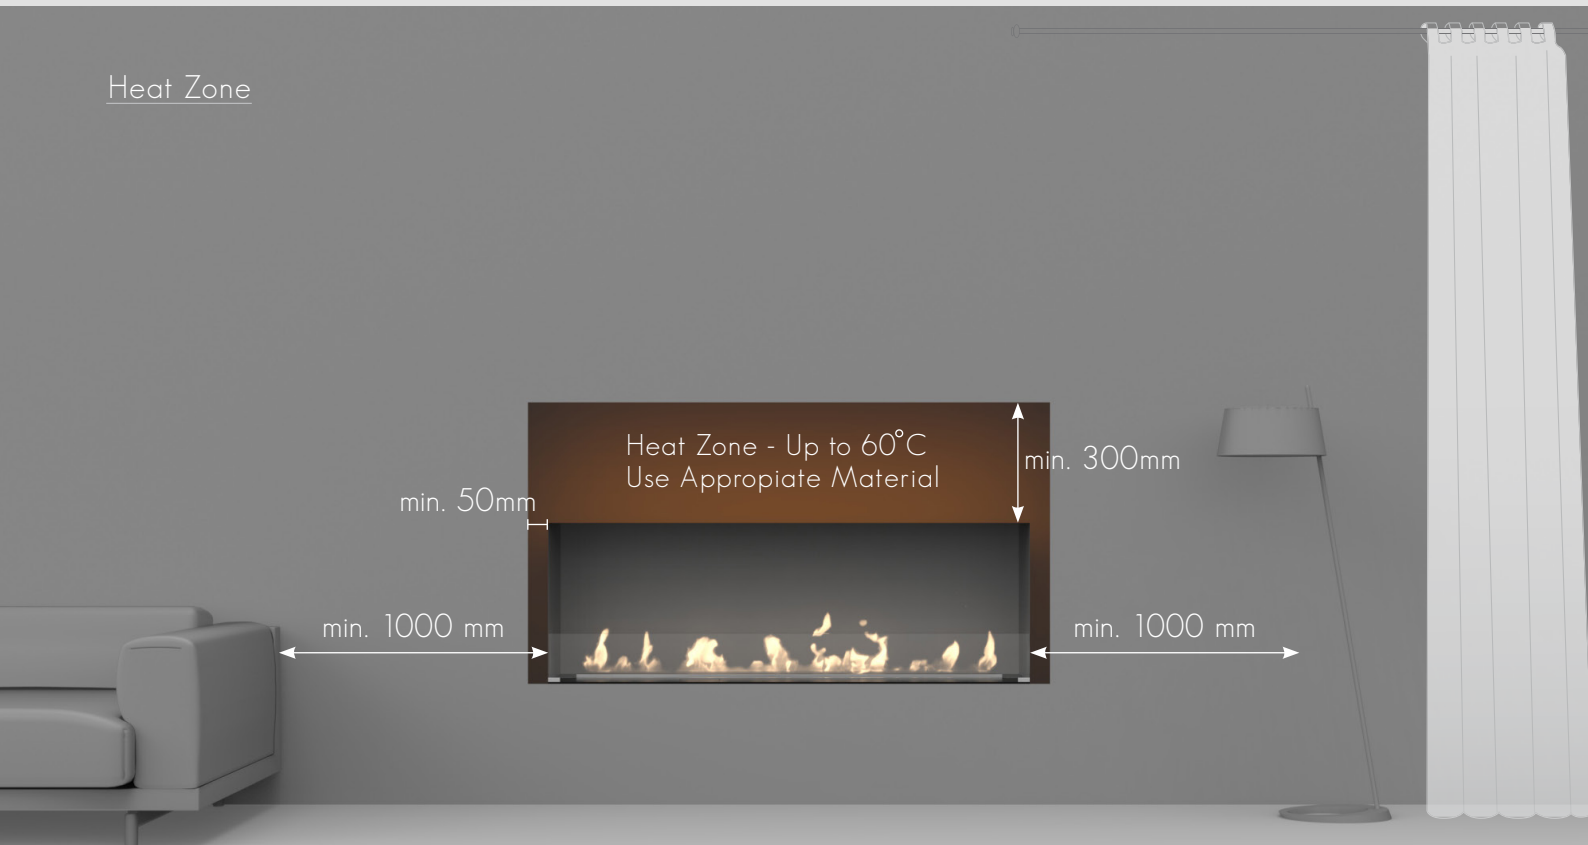 Heat Zone
Heat Zone - Up to 60°C
Use Appropiate Material
min. 300mm
min. 50mm
min. 1000 mm
min. 1000 mm